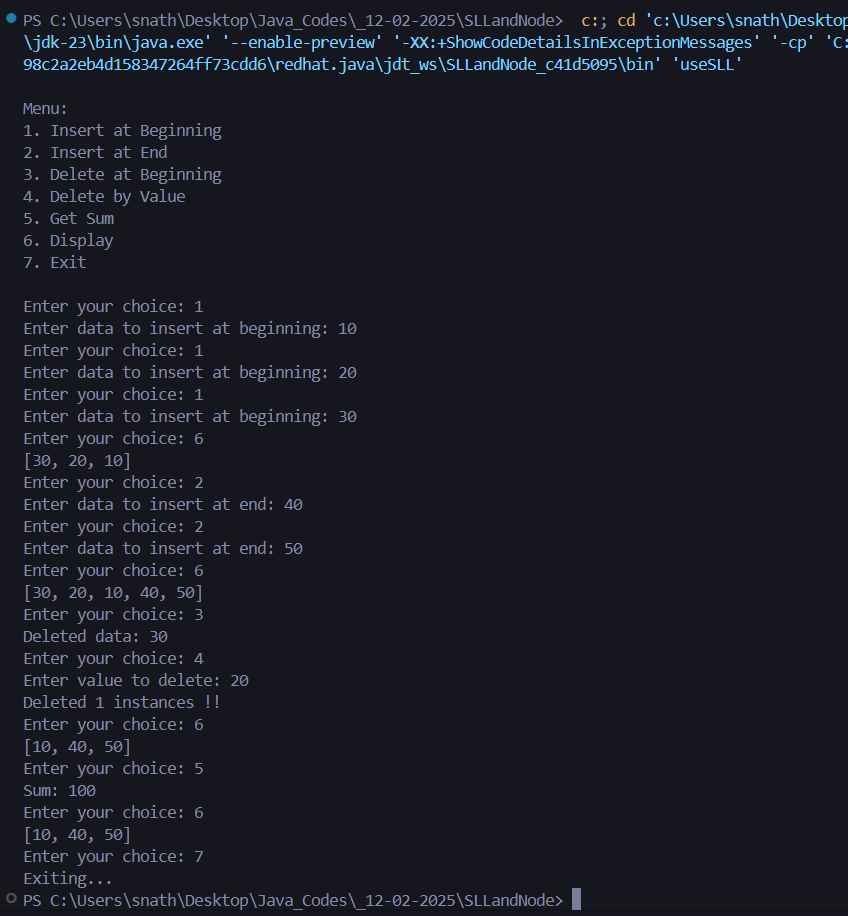 PS C:\Users\snath\Desktop\Java_Codes\_12-02-2025\SLLandNode>  c:; cd 'c:\Users\snath\Desktop
\jdk-23\bin\java.exe' '--enable-preview' '-XX:+ShowCodeDetailsInExceptionMessages' '-cp' 'C:
98c2a2eb4d158347264ff73cdd6\redhat.java\jdt_ws\SLLandNode_c41d5095\bin' 'useSLL'
Menu:
1. Insert at Beginning
2. Insert at End
3. Delete at Beginning
4. Delete by Value
5. Get Sum
6. Display
7. Exit
Enter your choice: 1
Enter data to insert at beginning: 10
Enter your choice: 1
Enter data to insert at beginning: 20
Enter your choice: 1
Enter data to insert at beginning: 30
Enter your choice: 6
[30, 20, 10]
Enter your choice: 2
Enter data to insert at end: 40
Enter your choice: 2
Enter data to insert at end: 50
Enter your choice: 6
[30, 20, 10, 40, 50]
Enter your choice: 3
Deleted data: 30
Enter your choice: 4
Enter value to delete: 20
Deleted 1 instances !!
Enter your choice: 6
[10, 40, 50]
Enter your choice: 5
Sum: 100
Enter your choice: 6
[10, 40, 50]
Enter your choice: 7
Exiting...
PS C:\Users\snath\Desktop\Java_Codes\_12-02-2025\SLLandNode>